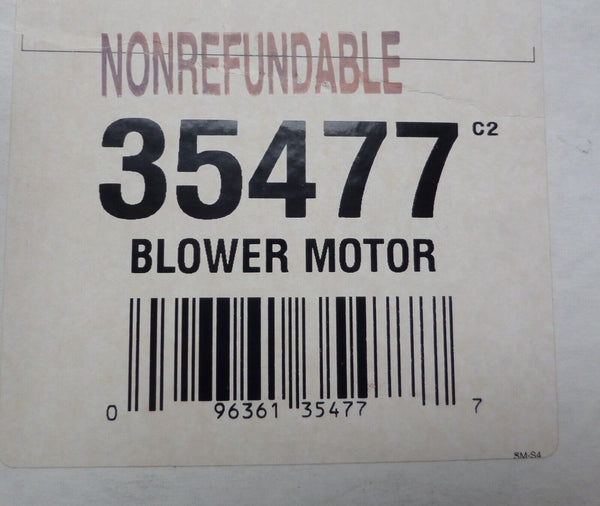 NONREFUNDABLE
35477 C2
BLOWER MOTOR
0 96361 35477 7
SM-S4